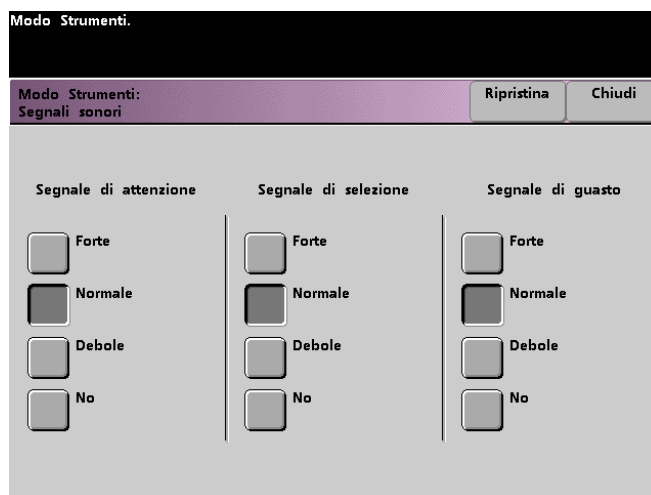 Modo Strumenti.
Modo Strumenti:
Segnali sonori
Ripristina
Chiudi
Segnale di attenzione
Forte
Normale
Debole
No
Segnale di selezione
Forte
Normale
Debole
No
Segnale di guasto
Forte
Normale
Debole
No